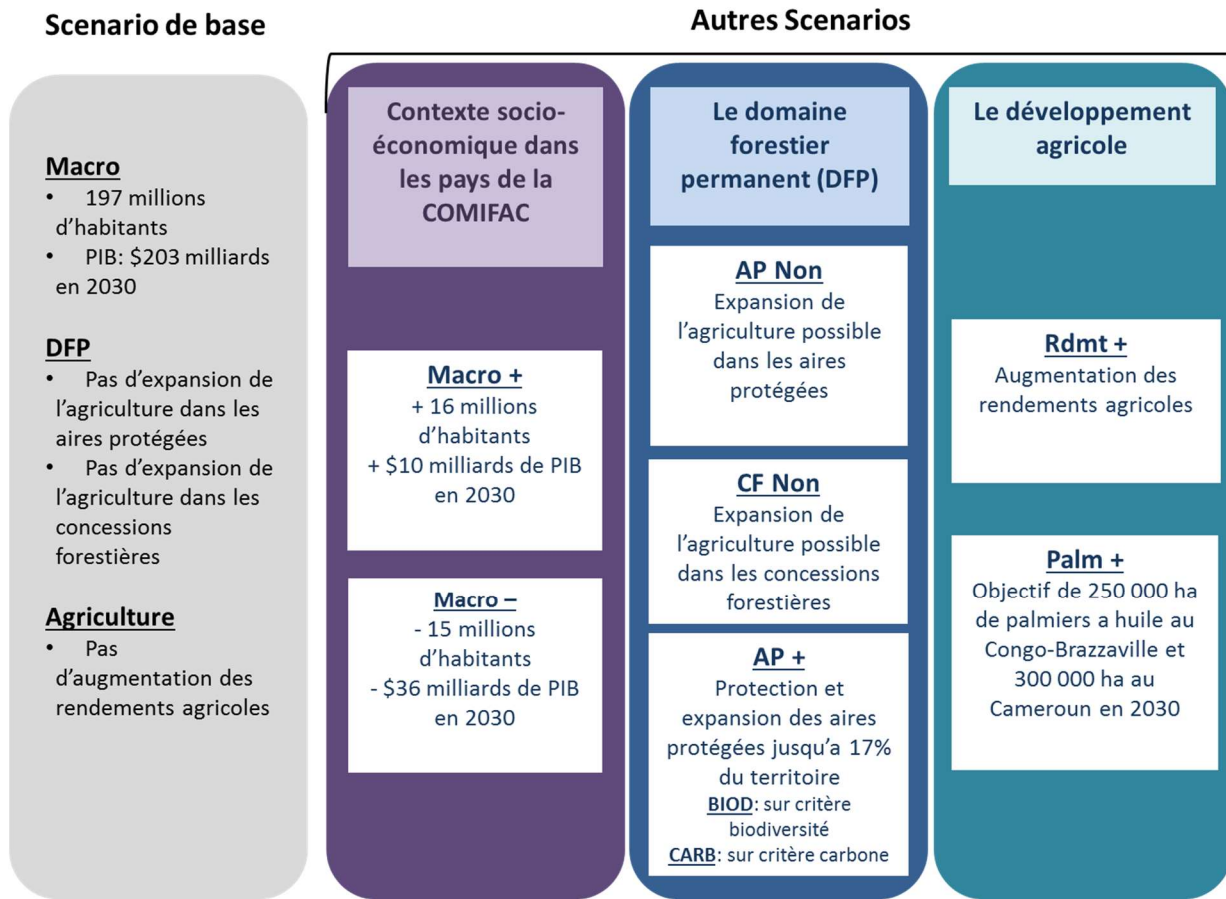 Scenario de base
Autres Scenarios
Macro
• 197 millions
d’habitants
• PIB: $203 milliards
en 2030
DFP
• Pas d’expansion de
l’agriculture dans les
aires protégées
• Pas d’expansion de
l’agriculture dans les
concessions
forestières
Agriculture
• Pas
d’augmentation des
rendements agricoles
Contexte socio-
économique dans
les pays de la
COMIFAC
Macro +
+ 16 millions
d’habitants
+ $10 milliards de PIB
en 2030
Macro –
- 15 millions
d’habitants
- $36 milliards de PIB
en 2030
Le domaine
forestier
permanent (DFP)
AP Non
Expansion de
l’agriculture possible
dans les aires
protégées
CF Non
Expansion de
l’agriculture possible
dans les concessions
forestières
AP +
Protection et
expansion des aires
protégées jusqu’a 17%
du territoire
BIOD: sur critère
biodiversité
CARB: sur critère carbone
Le développement
agricole
Rdmt +
Augmentation des
rendements agricoles
Palm +
Objectif de 250 000 ha
de palmiers a huile au
Congo-Brazzaville et
300 000 ha au
Cameroun en 2030